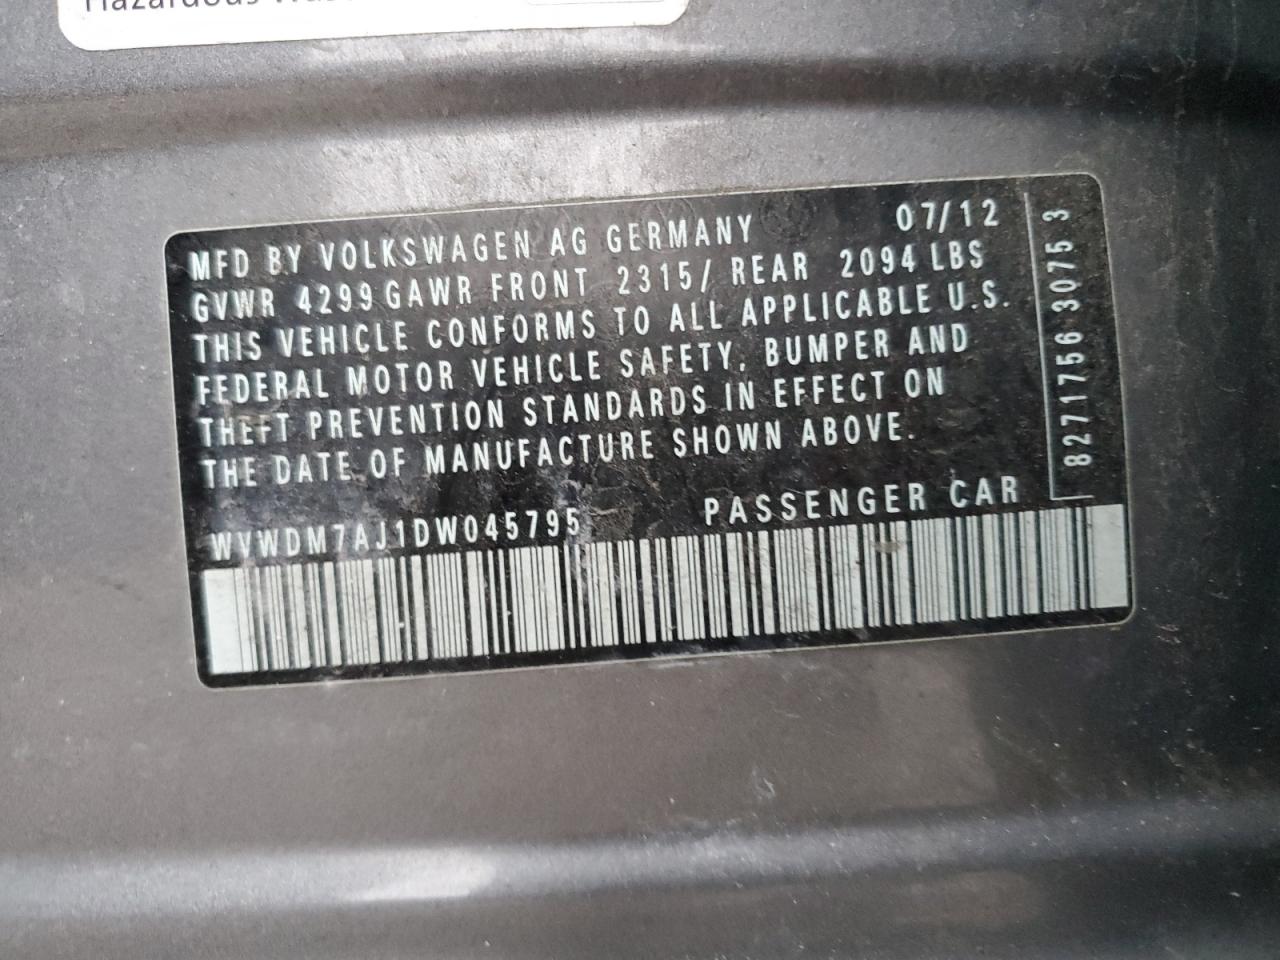 Hazardous
MFD BY VOLKSWAGEN AG GERMANY 07/12
GVWR 4299 GAWR FRONT 2315/ REAR 2094 LBS
THIS VEHICLE CONFORMS TO ALL APPLICABLE U.S.
FEDERAL MOTOR VEHICLE SAFETY, BUMPER AND
THEFT PREVENTION STANDARDS IN EFFECT ON
THE DATE OF MANUFACTURE SHOWN ABOVE.
WVWDM7AJ1DW045795 PASSENGER CAR
8271756 3075 3